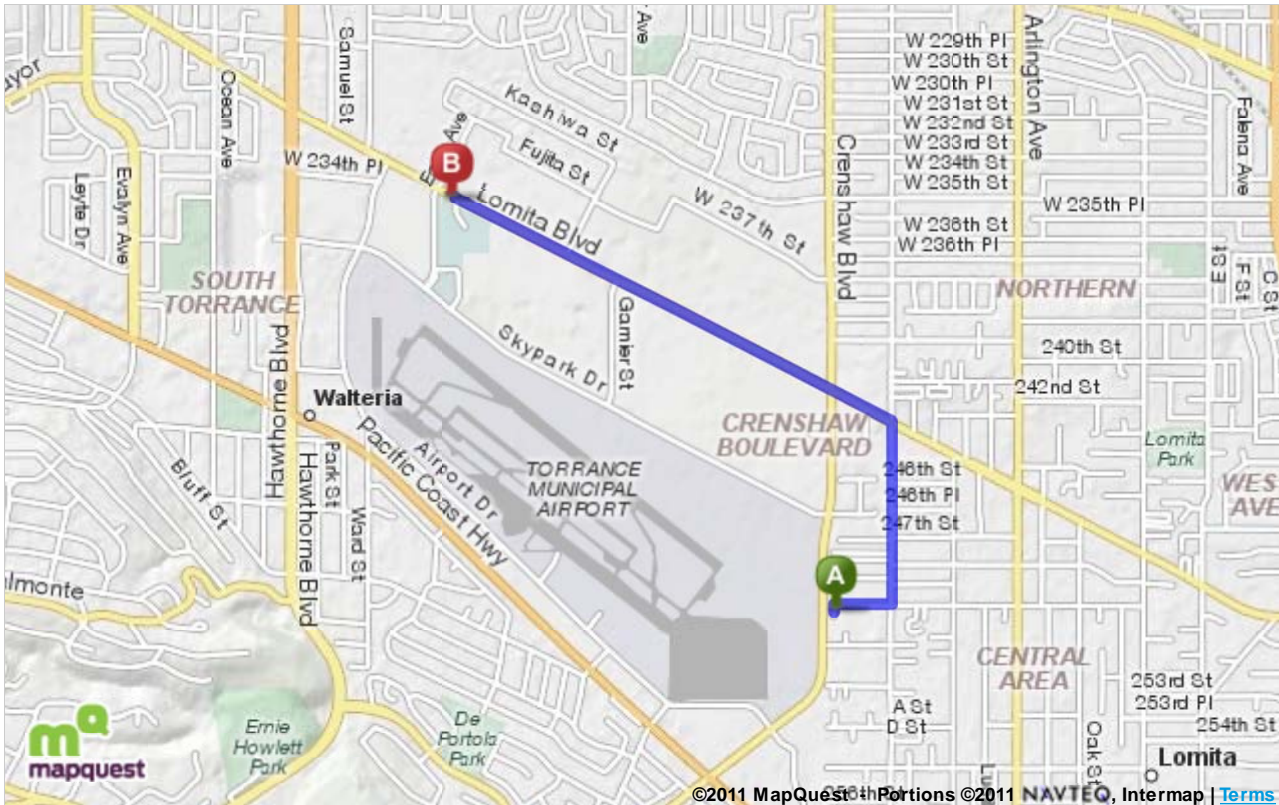 W 229th Pl
W 230th St
W 230th Pl
W 231st St
W 232nd St
W 233rd St
W 234th St
W 235th St
W 235th Pl
W 236th St
W 236th Pl
Samuel St
Ocean Ave
Evalyn Ave
Leyte Dr
W 234th Pl
Ave
Ave
Kashiwa St
Fujita St
B
Lomita Blvd
W 237th St
Crenshaw Blvd
Arlington Ave
Falena Ave
F St
C St
SOUTH
TORRANCE
NORTHERN
Garnier St
Skypark Dr
240th St
242nd St
Hawthorne Blvd
Walteria
CRENSHAW
BOULEVARD
Lomita
Park
Park St
Ward St
Bluff St
Hawthorne Blvd
Pacific Coast Hwy
Airport Dr
TORRANCE
MUNICIPAL
AIRPORT
246th St
246th Pl
247th St
A
CENTRAL
AREA
253rd St
253rd Pl
254th St
A St
D St
Oak St
Lomita
Ernie
Howlett
Park
De
Portola
Park
mapquest
©2011 MapQuest - Portions ©2011 NAVTEQ, Intermap | Terms